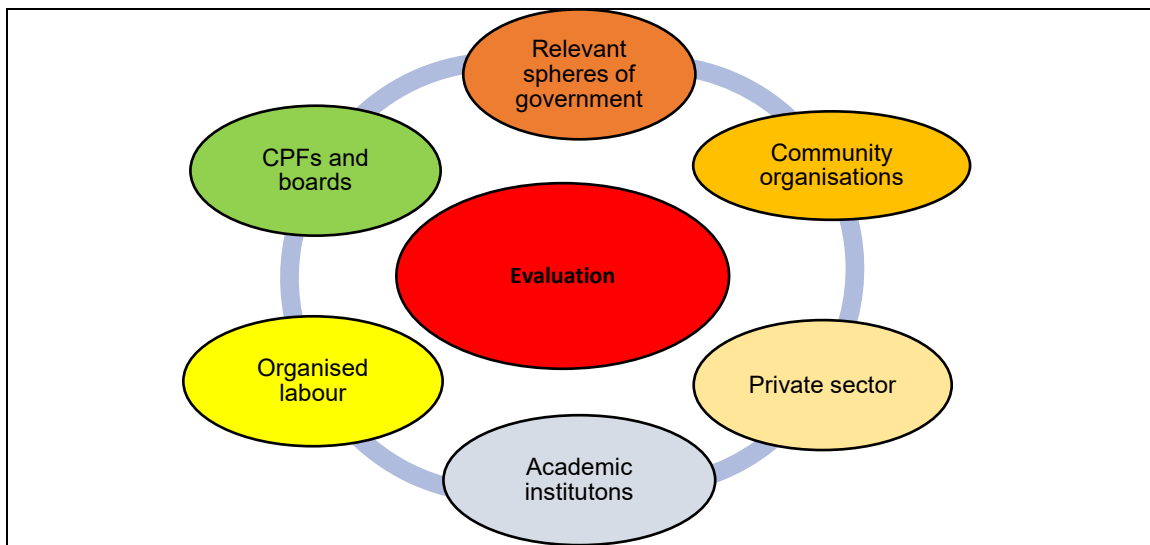 Relevant
spheres of
government
CPFs and
boards
Community
organisations
Evaluation
Organised
labour
Private sector
Academic
institutons